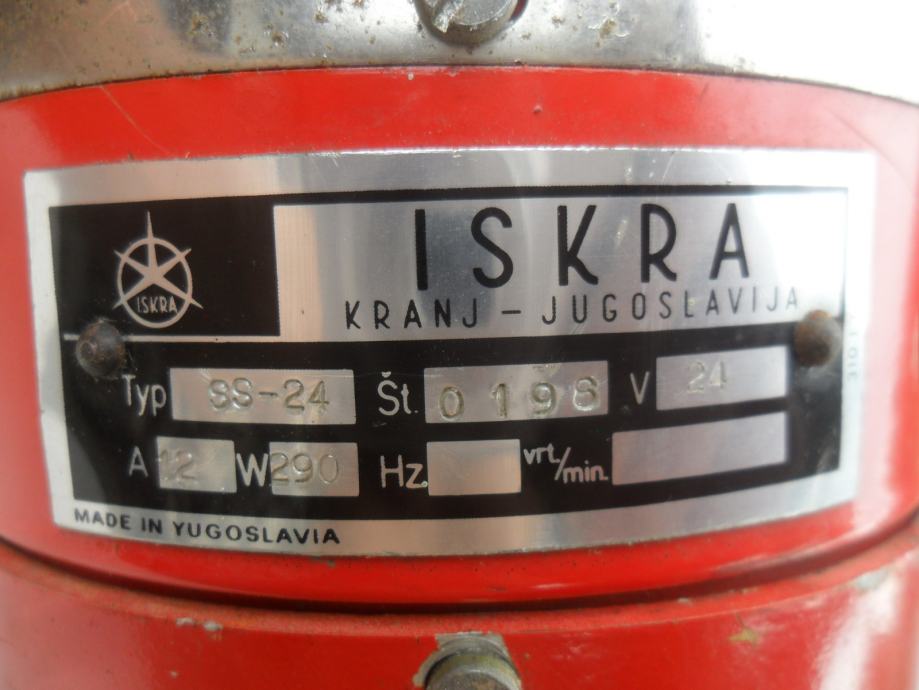 ISKRA
ISKRA
KRANJ - JUGOSLAVIJA
Typ SS-24 Št. 0198 V 24
A 12 W 290 Hz. vrt./min.
MADE IN YUGOSLAVIA